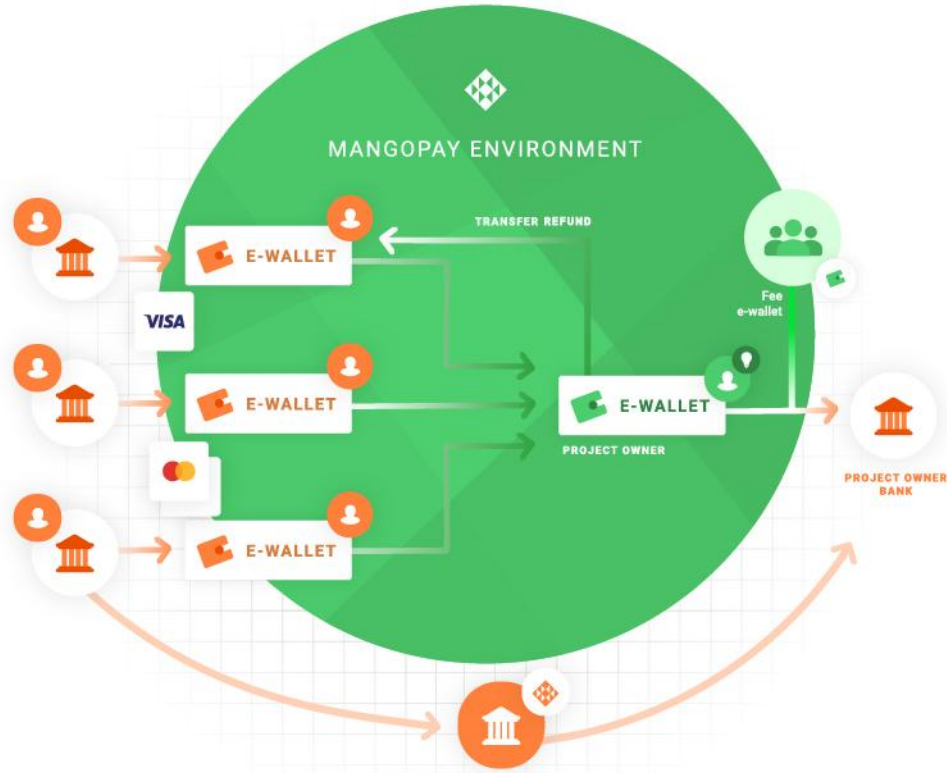 MANGOPAY ENVIRONMENT
TRANSFER REFUND
E-WALLET
VISA
Fee
e-wallet
E-WALLET
E-WALLET
PROJECT OWNER
PROJECT OWNER
BANK
E-WALLET